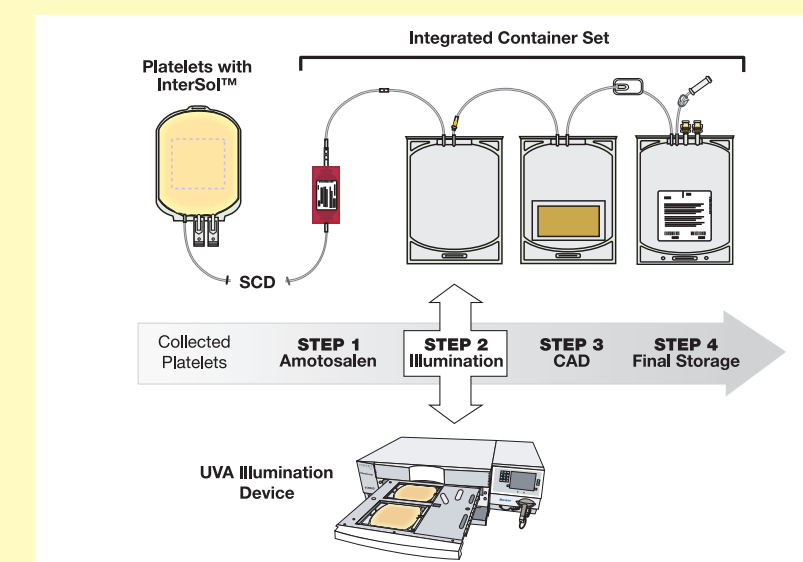 Integrated Container Set
Platelets with
InterSol™
SCD
Collected
Platelets
STEP 1
Amotosalen
STEP 2
Illumination
STEP 3
CAD
STEP 4
Final Storage
UVA Illumination
Device